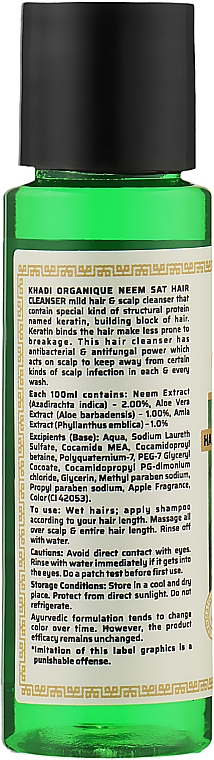 KHADI ORGANIQUE NEEM SAT HAIR
CLEANSER mild hair & scalp cleanser that
contain special kind of structural protein
named keratin, building block of hair.
Keratin binds the hair make less prone to
breakage. This hair cleanser has
antibacterial & antifungal power which
acts on scalp to keep away from certain
kinds of scalp infection in each & every
wash.
Each 100ml contains: Neem Extract
(Azadirachta indica) - 2.00%, Aloe Vera
Extract (Aloe barbadensis) - 1.00%, Amla
Extract (Phyllanthus emblica) -1.0%
Excipients (Base): Aqua, Sodium Laureth
Sulfate, Cocamide MEA, Cocamidopropyl
betaine, Polyquaternium-7, PEG-7 Glyceryl
Cocoate, Cocamidopropyl PG-dimonium
chloride, Glycerin, Methyl paraben sodium,
Propyl paraben sodium, Apple Fragrance,
Color(CI 42053).
To use: Wet hairs; apply shampoo
according to your hair length. Massage all
over scalp & entire hair length. Rinse off
with water.
Cautions: Avoid direct contact with eyes.
Rinse with water immediately if it gets into
the eyes. Do a patch test before first use.
Storage Conditions: Store in a cool and dry
place. Protect from direct sunlight. Do not
refrigerate.
Ayurvedic formulation tends to change
color over time. However, the product
efficacy remains unchanged.
*Imitation of this label graphics is a
punishable offense.
HA